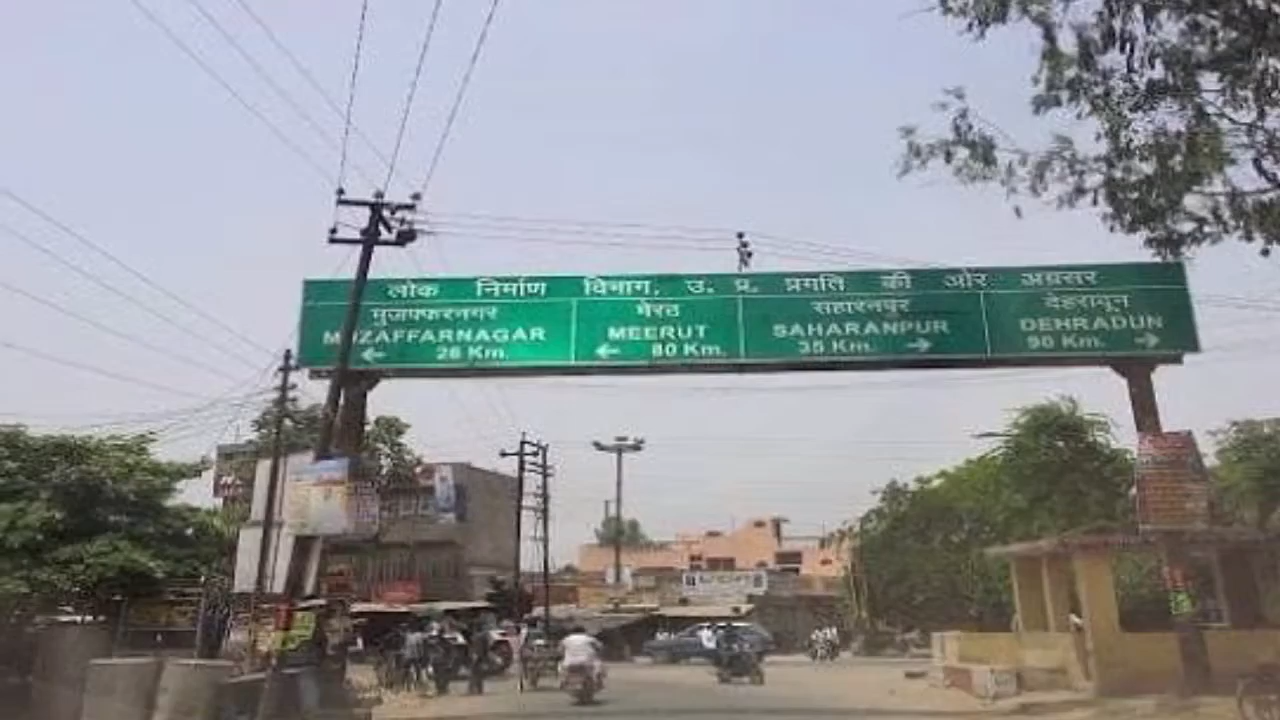 लोक निर्माण विभाग, उ. प्र. प्रगति की ओर अग्रसर
मुजफ्फरनगर
MUZAFFARNAGAR
← 26 Km.
मेरठ
MEERUT
← 80 Km.
सहारनपुर
SAHARANPUR
35 Km. →
देहरादून
DEHRADUN
90 Km. →